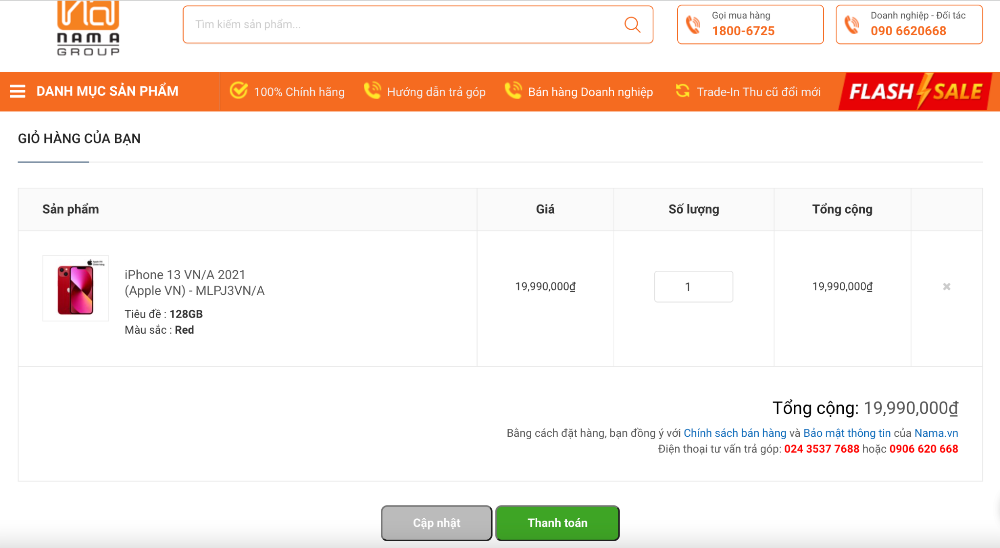 NAMA
GROUP
Tìm kiếm sản phẩm...
Gọi mua hàng
1800-6725
Doanh nghiệp - Đối tác
090 6620668
DANH MỤC SẢN PHẨM
100% Chính hãng
Hướng dẫn trả góp
Bán hàng Doanh nghiệp
Trade-In Thu cũ đổi mới
FLASH SALE
GIỎ HÀNG CỦA BẠN
Sản phẩm
Giá
Số lượng
Tổng cộng
iPhone 13 VN/A 2021
(Apple VN) - MLPJ3VN/A
Tiêu đề : 128GB
Màu sắc : Red
19,990,000₫
1
19,990,000₫
Tổng cộng: 19,990,000₫
Bằng cách đặt hàng, bạn đồng ý với Chính sách bán hàng và Bảo mật thông tin của Nama.vn
Điện thoại tư vấn trả góp: 024 3537 7688 hoặc 0906 620 668
Cập nhật
Thanh toán